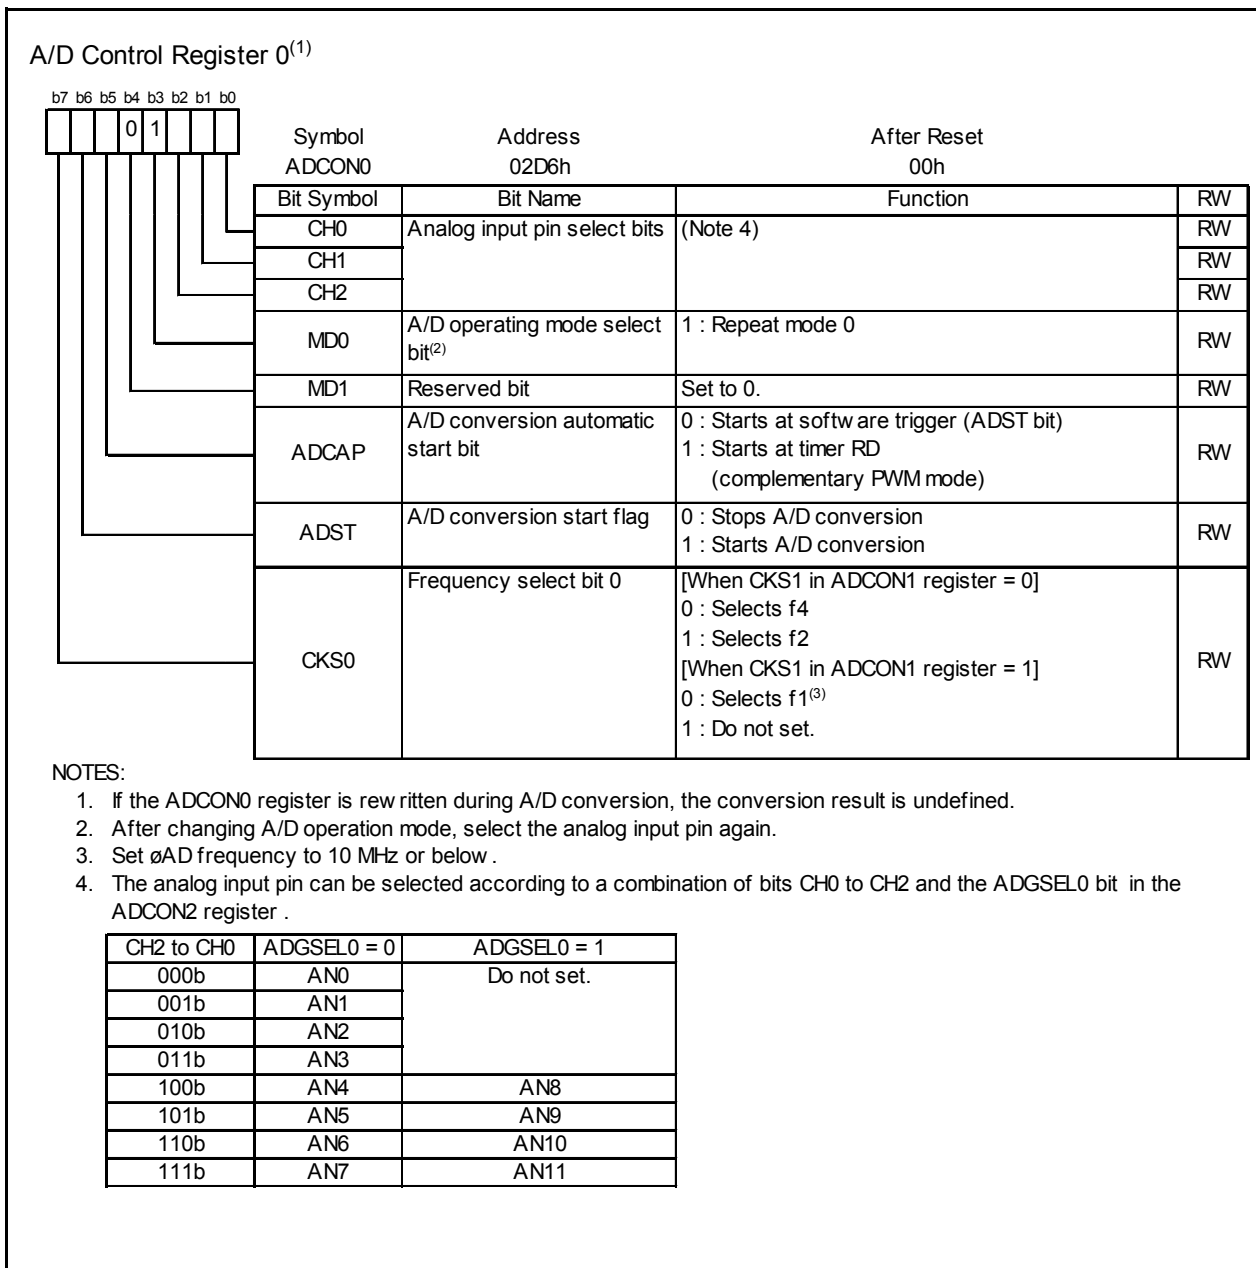 A/D Control Register 0(1)
b7 b6 b5 b4 b3 b2 b1 b0
0 1
Symbol Address After Reset
ADCON0 02D6h 00h
Bit Symbol Bit Name Function RW
CH0 Analog input pin select bits (Note 4) RW
CH1 RW
CH2 RW
MD0 A/D operating mode select bit(2) 1 : Repeat mode 0 RW
MD1 Reserved bit Set to 0. RW
ADCAP A/D conversion automatic start bit 0 : Starts at software trigger (ADST bit) RW
1 : Starts at timer RD
(complementary PWM mode)
ADST A/D conversion start flag 0 : Stops A/D conversion RW
1 : Starts A/D conversion
CKS0 Frequency select bit 0 [When CKS1 in ADCON1 register = 0] RW
0 : Selects f4
1 : Selects f2
[When CKS1 in ADCON1 register = 1]
0 : Selects f1(3)
1 : Do not set.
NOTES:
1. If the ADCON0 register is rewritten during A/D conversion, the conversion result is undefined.
2. After changing A/D operation mode, select the analog input pin again.
3. Set øAD frequency to 10 MHz or below .
4. The analog input pin can be selected according to a combination of bits CH0 to CH2 and the ADGSEL0 bit in the
ADCON2 register .
CH2 to CH0 ADGSEL0 = 0 ADGSEL0 = 1
000b AN0 Do not set.
001b AN1
010b AN2
011b AN3
100b AN4 AN8
101b AN5 AN9
110b AN6 AN10
111b AN7 AN11